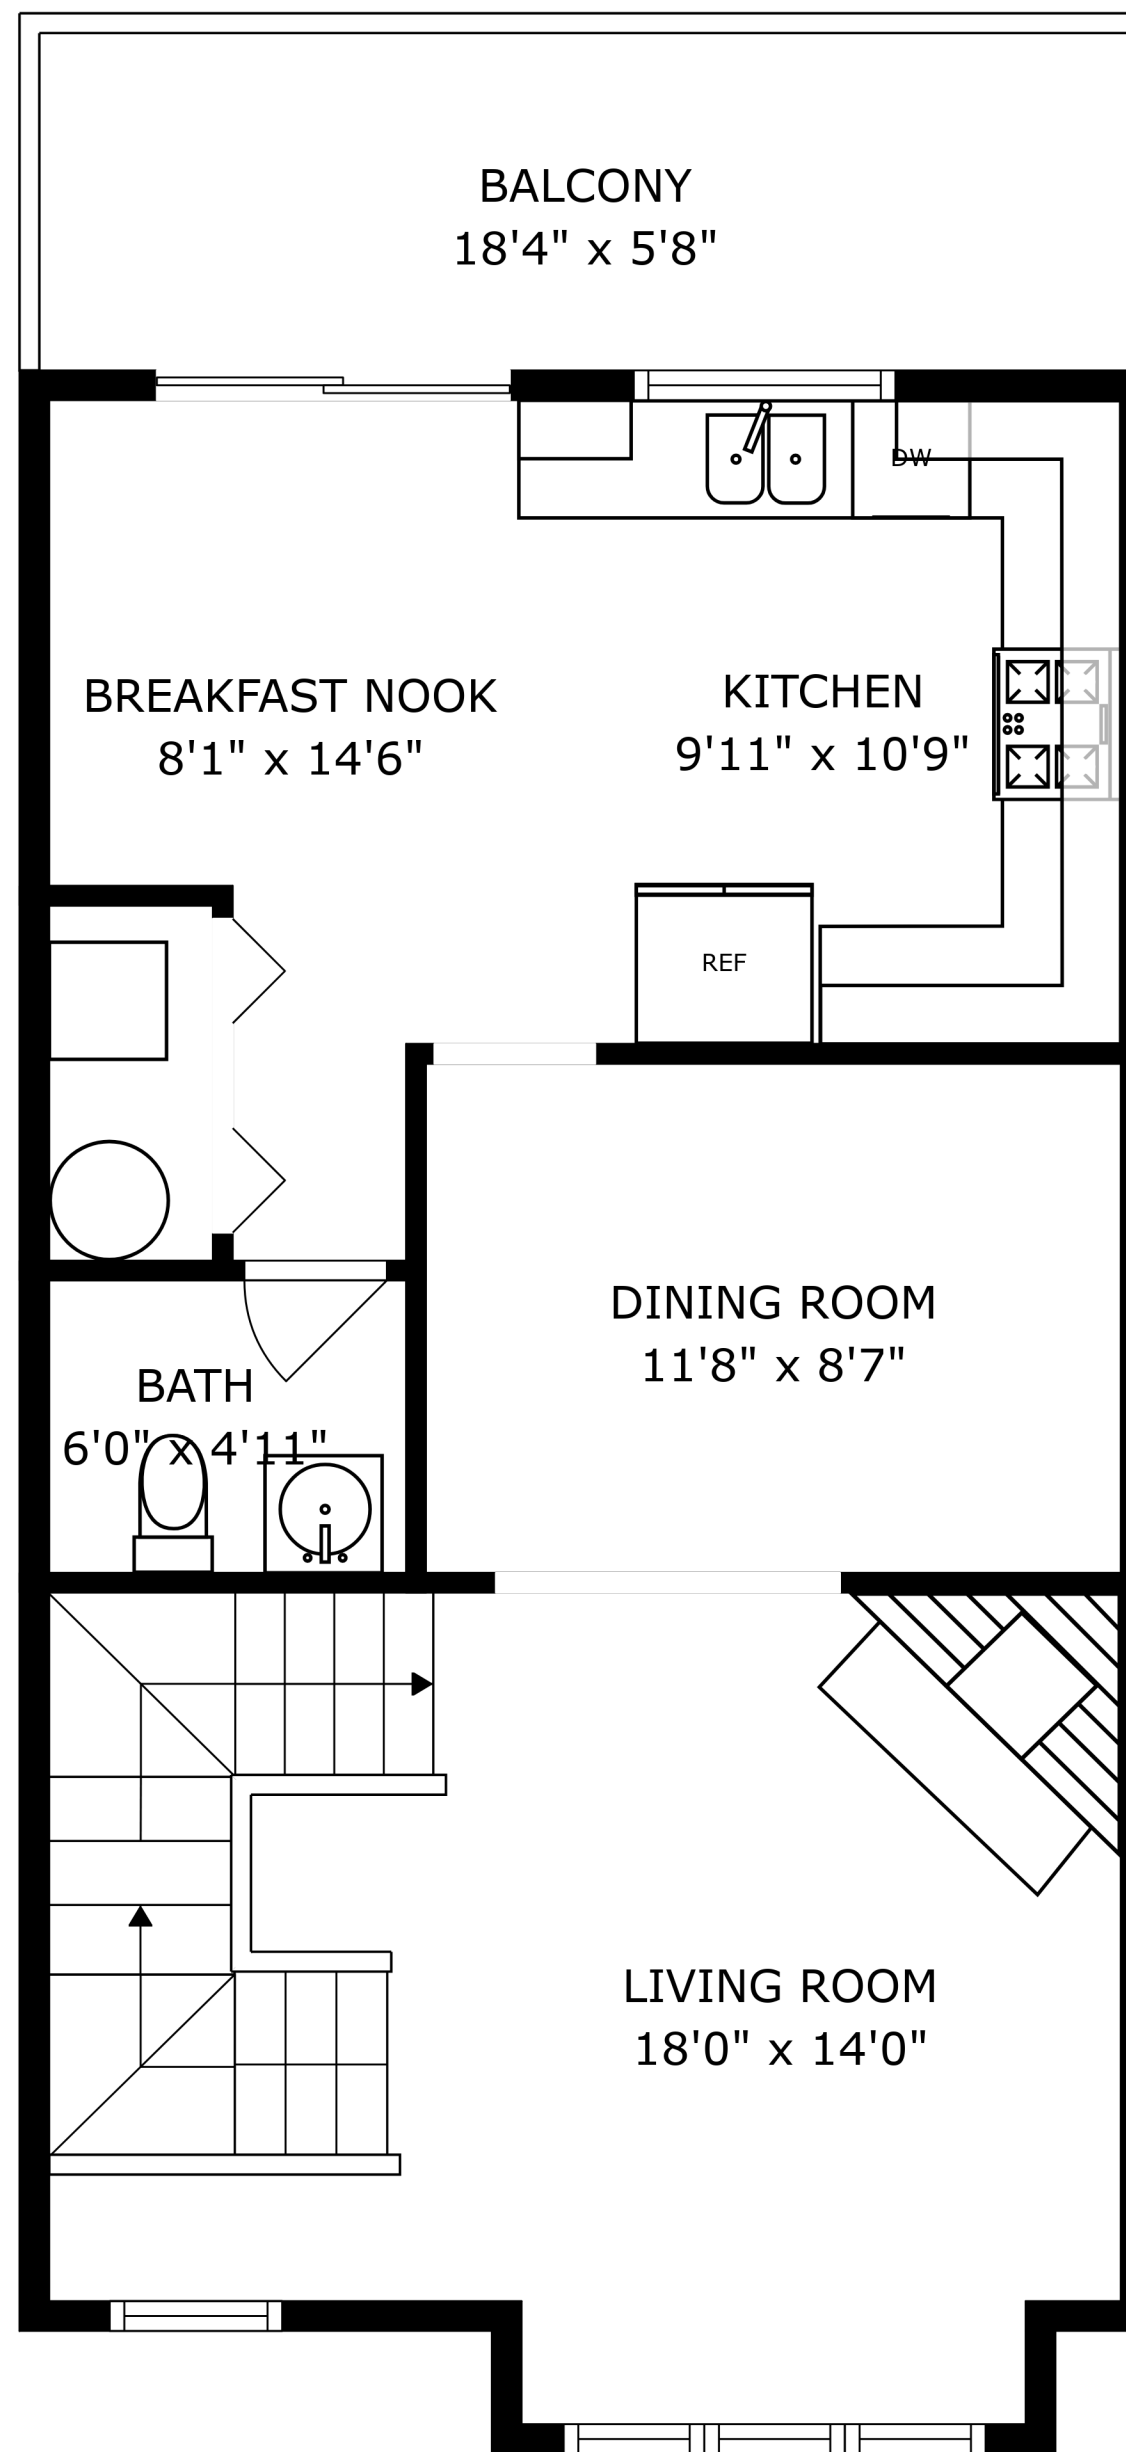 BALCONY
18'4" x 5'8"
DW
BREAKFAST NOOK
8'1" x 14'6"
KITCHEN
9'11" x 10'9"
REF
DINING ROOM
11'8" x 8'7"
BATH
6'0" x 4'11"
LIVING ROOM
18'0" x 14'0"